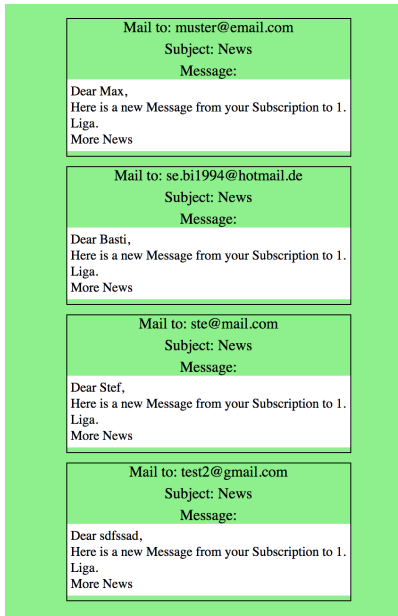 Mail to: muster@email.com
Subject: News
Message:
Dear Max,
Here is a new Message from your Subscription to 1.
Liga.
More News
Mail to: se.bi1994@hotmail.de
Subject: News
Message:
Dear Basti,
Here is a new Message from your Subscription to 1.
Liga.
More News
Mail to: ste@mail.com
Subject: News
Message:
Dear Stef,
Here is a new Message from your Subscription to 1.
Liga.
More News
Mail to: test2@gmail.com
Subject: News
Message:
Dear sdfssad,
Here is a new Message from your Subscription to 1.
Liga.
More News